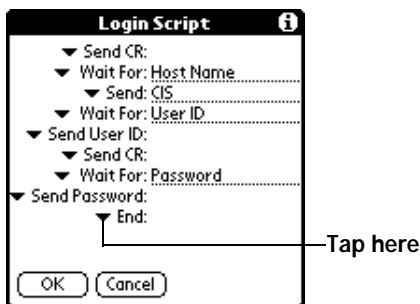 Login Script
Send CR:
Wait For: Host Name
Send: CIS
Wait For: User ID
Send User ID:
Send CR:
Wait For: Password
Send Password:
End:
Tap here
OK Cancel